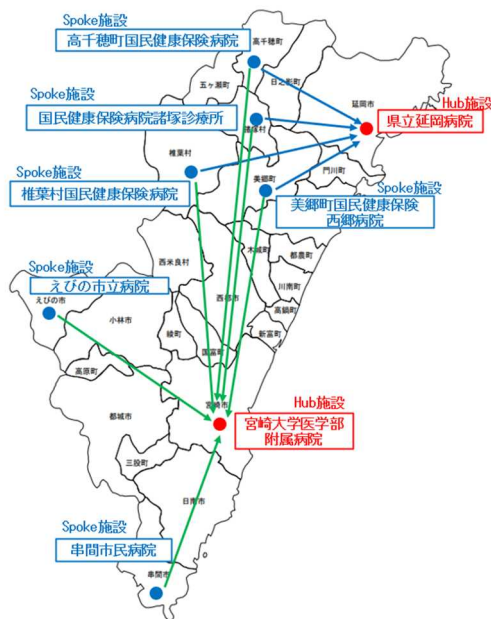 Spoke施設
高千穂町国民健康保険病院
高千穂町
五ヶ瀬町
日之影町
延岡市
Spoke施設
国民健康保険病院諸塚診療所
諸塚村
Hub施設
県立延岡病院
椎葉村
Spoke施設
椎葉村国民健康保険病院
美郷町
門川町
Spoke施設
美郷町国民健康保険
西郷病院
木城町
都農町
西米良村
Spoke施設
えびの市立病院
えびの市
西都市
川南町
高鍋町
小林市
綾町
新富町
国富町
高原町
宮崎市
Hub施設
宮崎大学医学部
附属病院
都城市
三股町
日南市
Spoke施設
串間市民病院
串間市